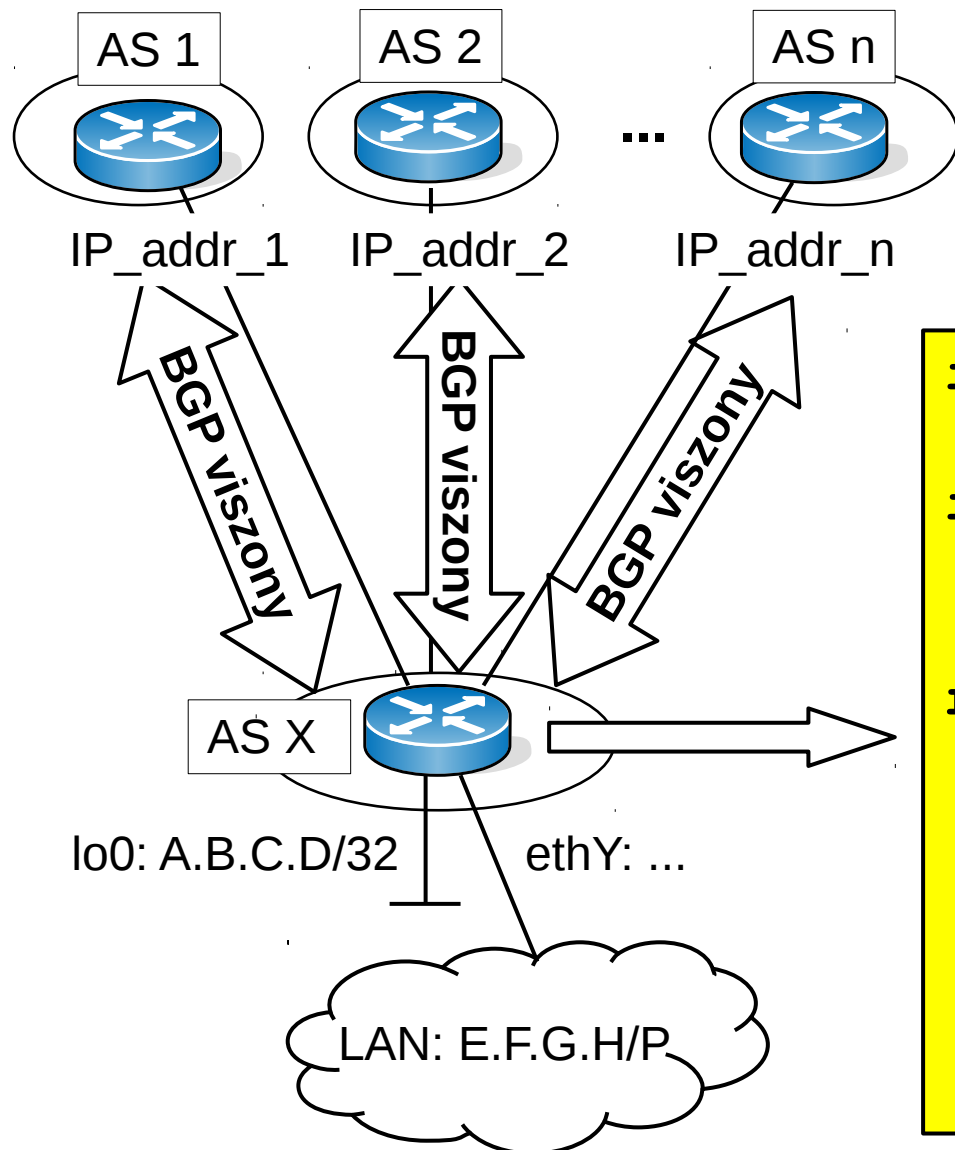 AS 1
AS 2
AS n
...
IP_addr_1
IP_addr_2
IP_addr_n
BGP viszony
BGP viszony
BGP viszony
AS X
lo0: A.B.C.D/32
ethY: ...
LAN: E.F.G.H/P